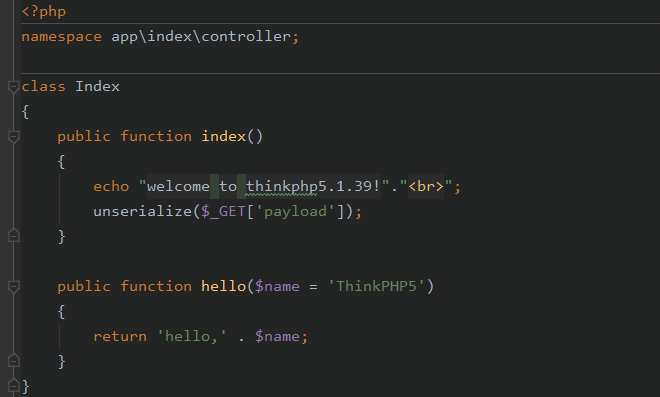 <?php
namespace app\index\controller;
class Index
{
public function index()
{
echo "welcome to thinkphp5.1.39!"."<br>";
unserialize($_GET['payload']);
}
public function hello($name = 'ThinkPHP5')
{
return 'hello,' . $name;
}
}